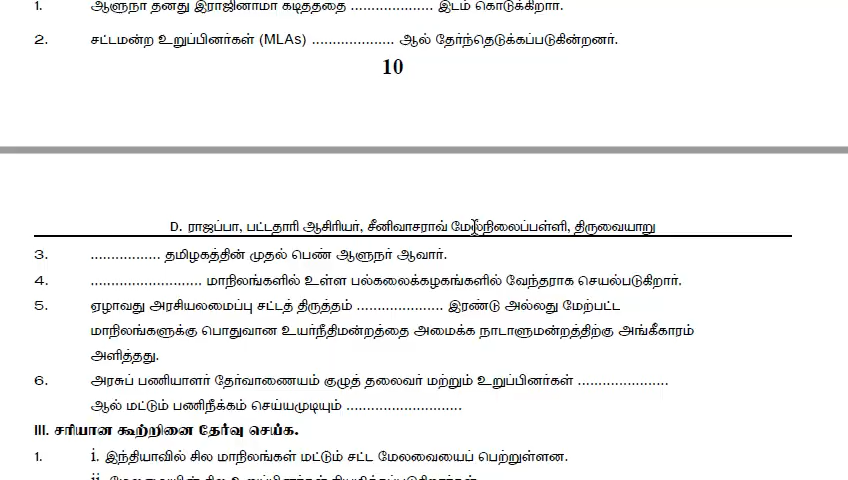 1. ஆளுநர் தனது இராஜினாமா கடிதத்தை .................... இடம் கொடுக்கிறார்.
2. சட்டமன்ற உறுப்பினர்கள் (MLAs) .................... ஆல் தேர்ந்தெடுக்கப்படுகின்றனர்.
10
D. ராஜப்பா, பட்டதாரி ஆசிரியர், சீனிவாசராவ் மேல்நிலைப்பள்ளி, திருவையாறு
3. ................. தமிழகத்தின் முதல் பெண் ஆளுநர் ஆவார்.
4. ........................... மாநிலங்களில் உள்ள பல்கலைக்கழகங்களில் வேந்தராக செயல்படுகிறார்.
5. ஏழாவது அரசியலமைப்பு சட்டத் திருத்தம் ..................... இரண்டு அல்லது மேற்பட்ட
மாநிலங்களுக்கு பொதுவான உயர்நீதிமன்றத்தை அமைக்க நாடாளுமன்றத்திற்கு அங்கீகாரம்
அளித்தது.
6. அரசுப் பணியாளர் தேர்வாணையம் குழுத் தலைவர் மற்றும் உறுப்பினர்கள் ......................
ஆல் மட்டும் பணிநீக்கம் செய்யமுடியும் ............................
III. சரியான கூற்றினை தேர்வு செய்க.
1. i. இந்தியாவில் சில மாநிலங்கள் மட்டும் சட்ட மேலவையைப் பெற்றுள்ளன.